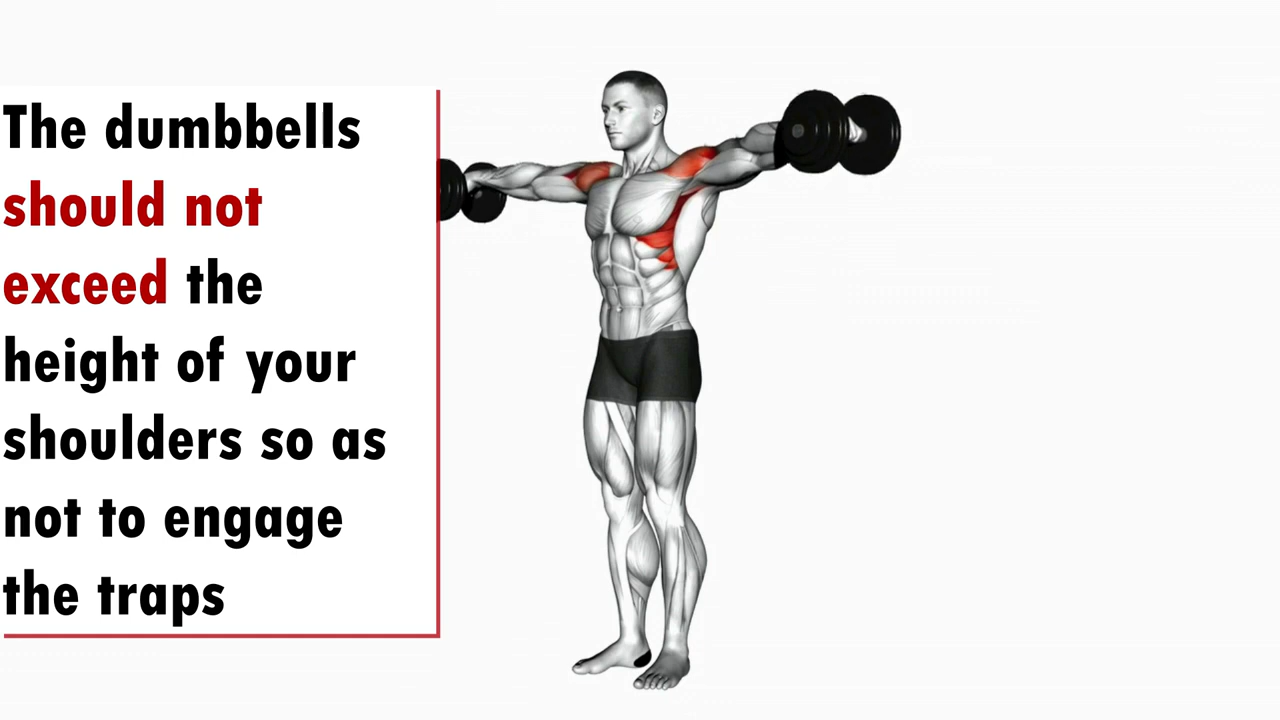 The dumbbells
should not
exceed the
height of your
shoulders so as
not to engage
the traps